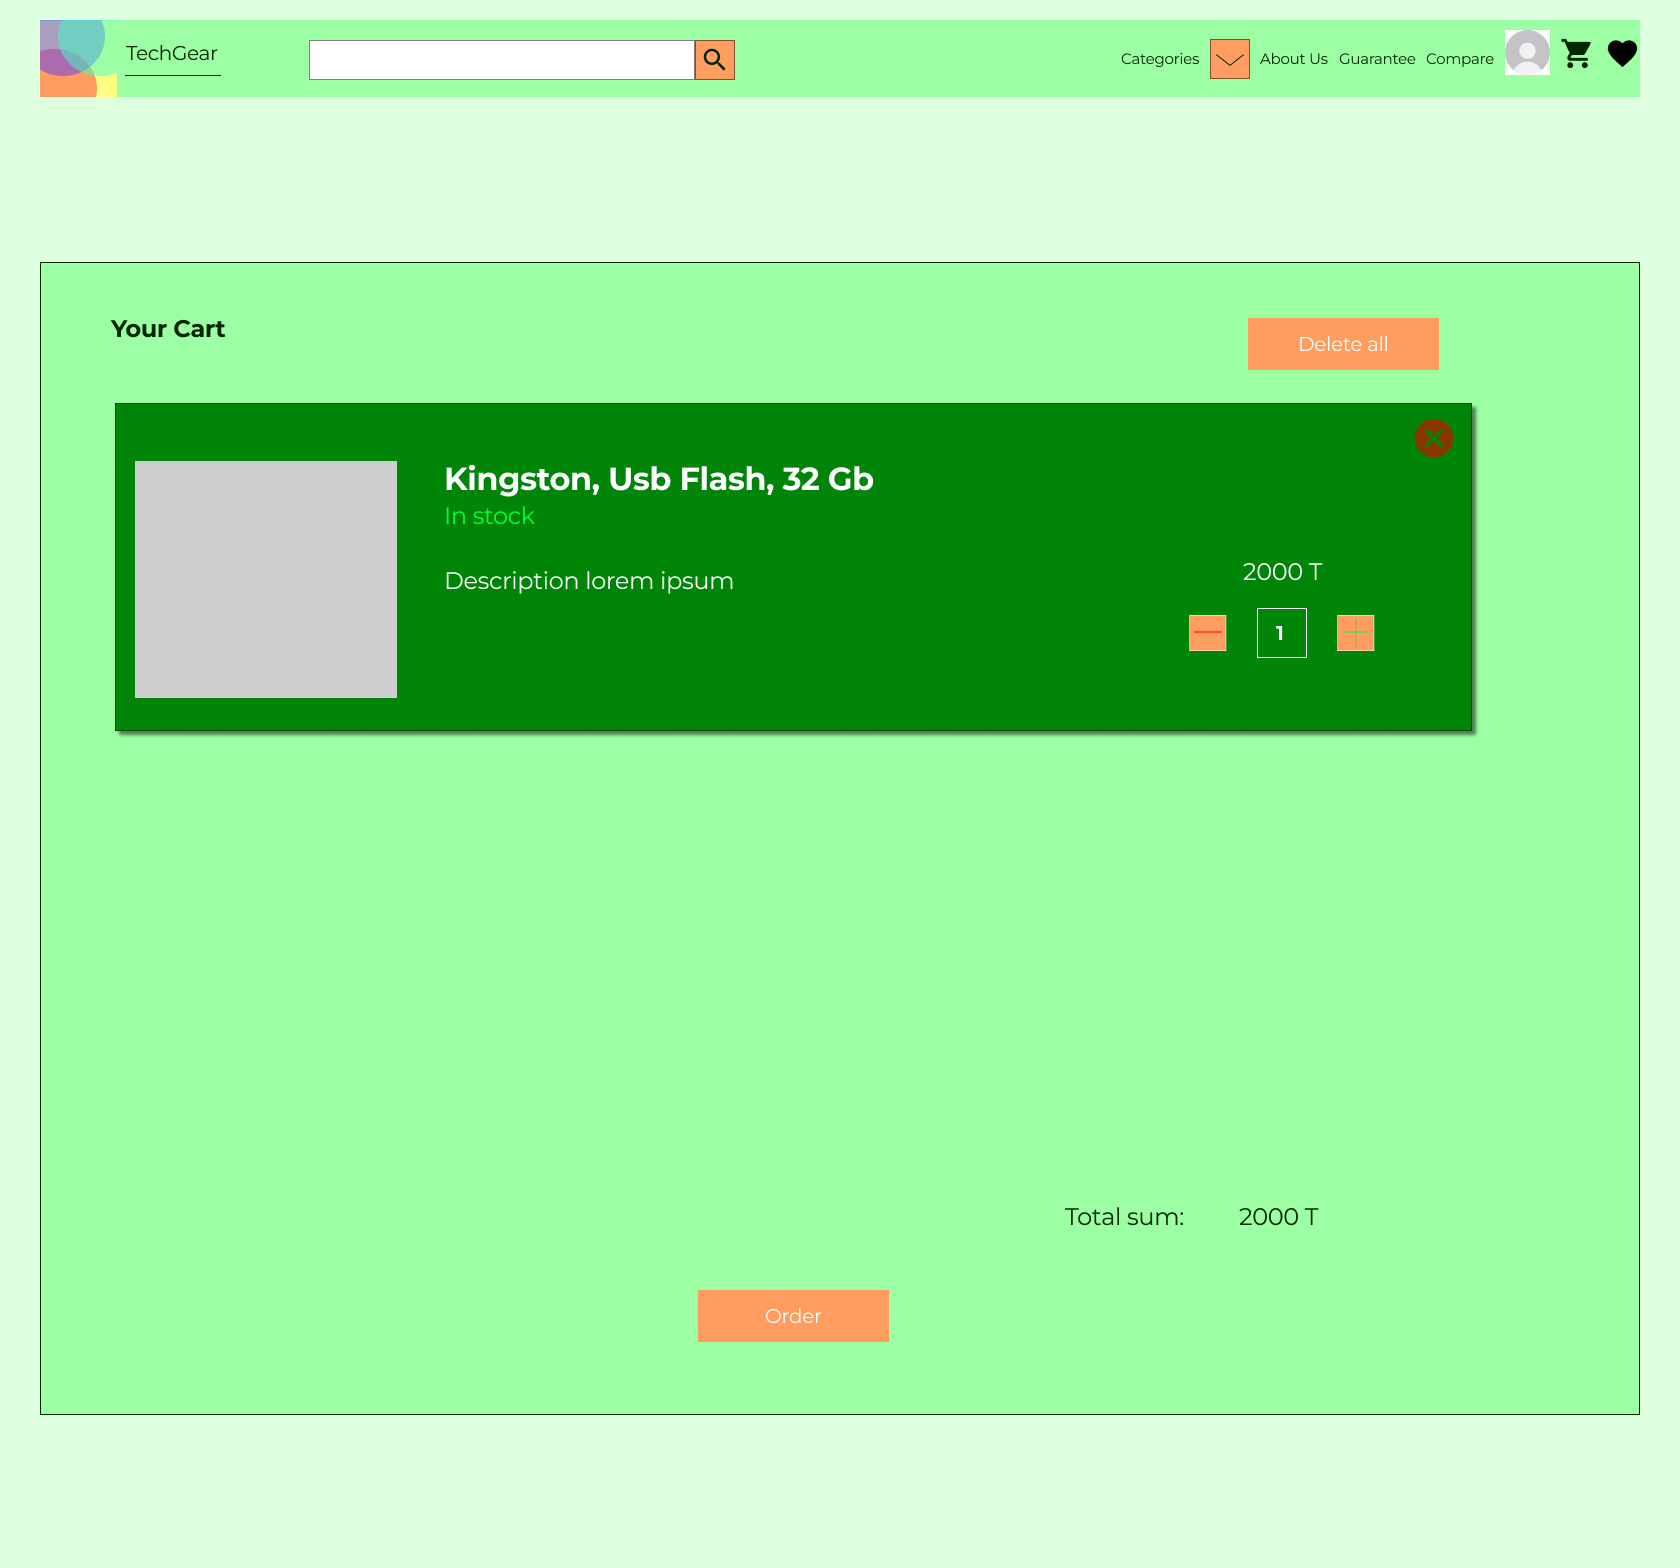 TechGear
Categories
About Us
Guarantee
Compare
Your Cart
Delete all
Kingston, Usb Flash, 32 Gb
In stock
Description lorem ipsum
2000 T
1
Total sum:
2000 T
Order